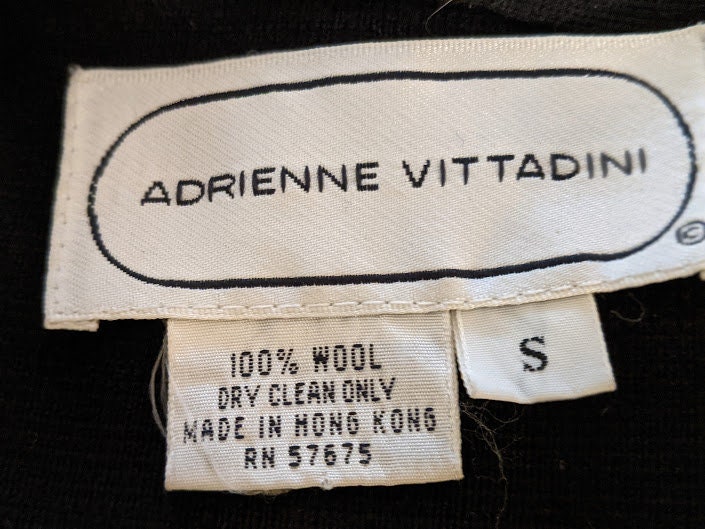 ADRIENNE VITTADINI
©
100% WOOL
DRY CLEAN ONLY
MADE IN HONG KONG
RN 57675
S